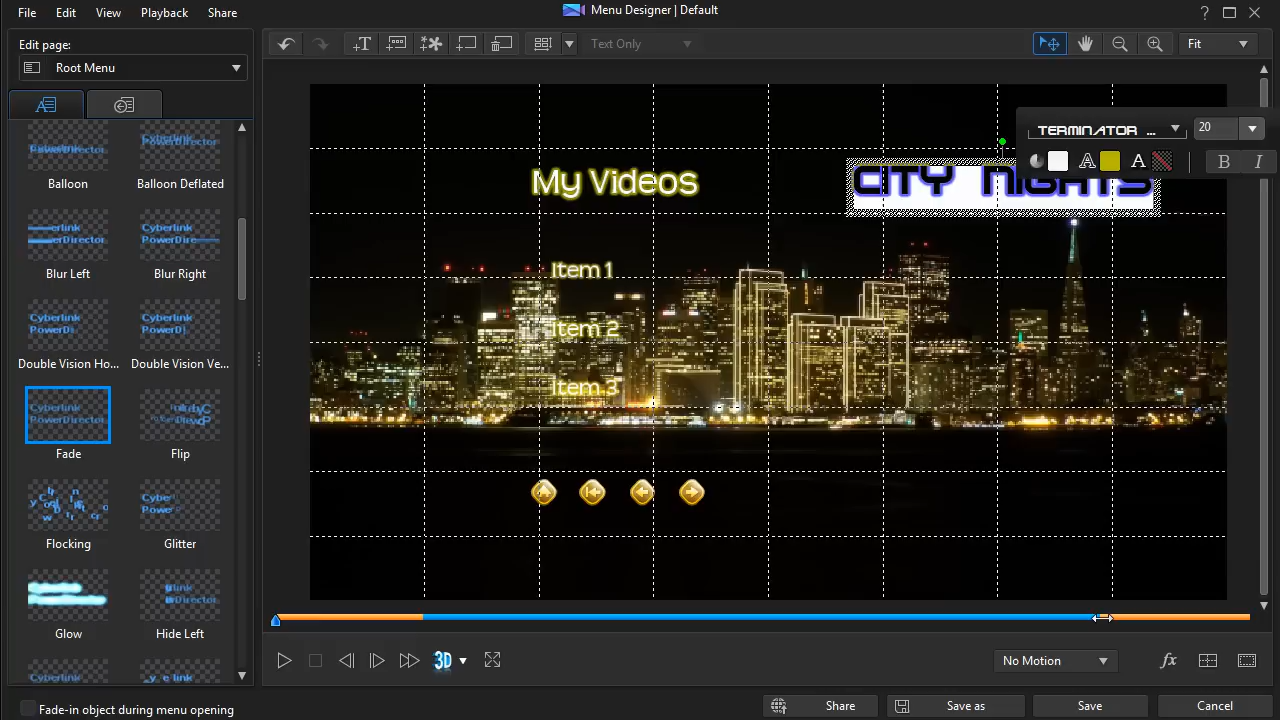 File Edit View Playback Share
Menu Designer | Default
Edit page:
Root Menu
Text Only
Fit
Balloon
Balloon Deflated
Blur Left
Blur Right
Double Vision Ho...
Double Vision Ve...
Fade
Flip
Flocking
Glitter
Glow
Hide Left
My Videos
CITY NIGHTS
TERMINATOR ...
20
B I
Item 1
Item 2
Item 3
3D
No Motion
fx
Fade-in object during menu opening
Share
Save as
Save
Cancel